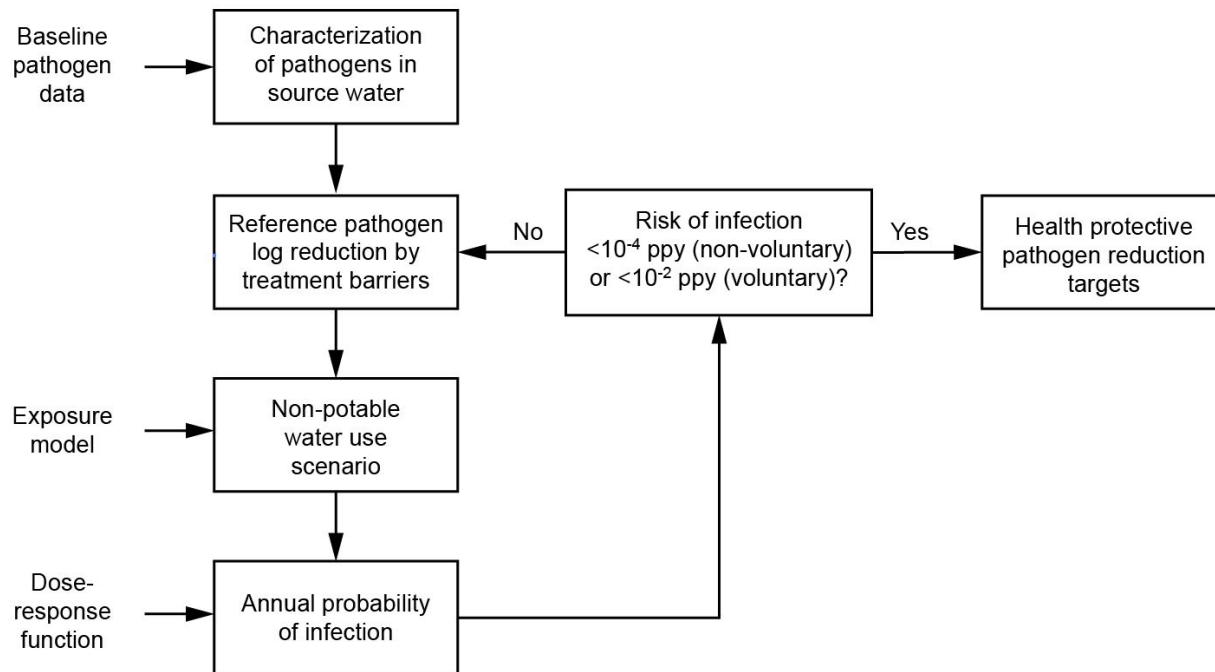 Baseline
pathogen
data
Characterization
of pathogens in
source water
Reference pathogen
log reduction by
treatment barriers
No
Risk of infection
<10⁻⁴ ppy (non-voluntary)
or <10⁻² ppy (voluntary)?
Yes
Health protective
pathogen reduction
targets
Exposure
model
Non-potable
water use
scenario
Dose-
response
function
Annual probability
of infection